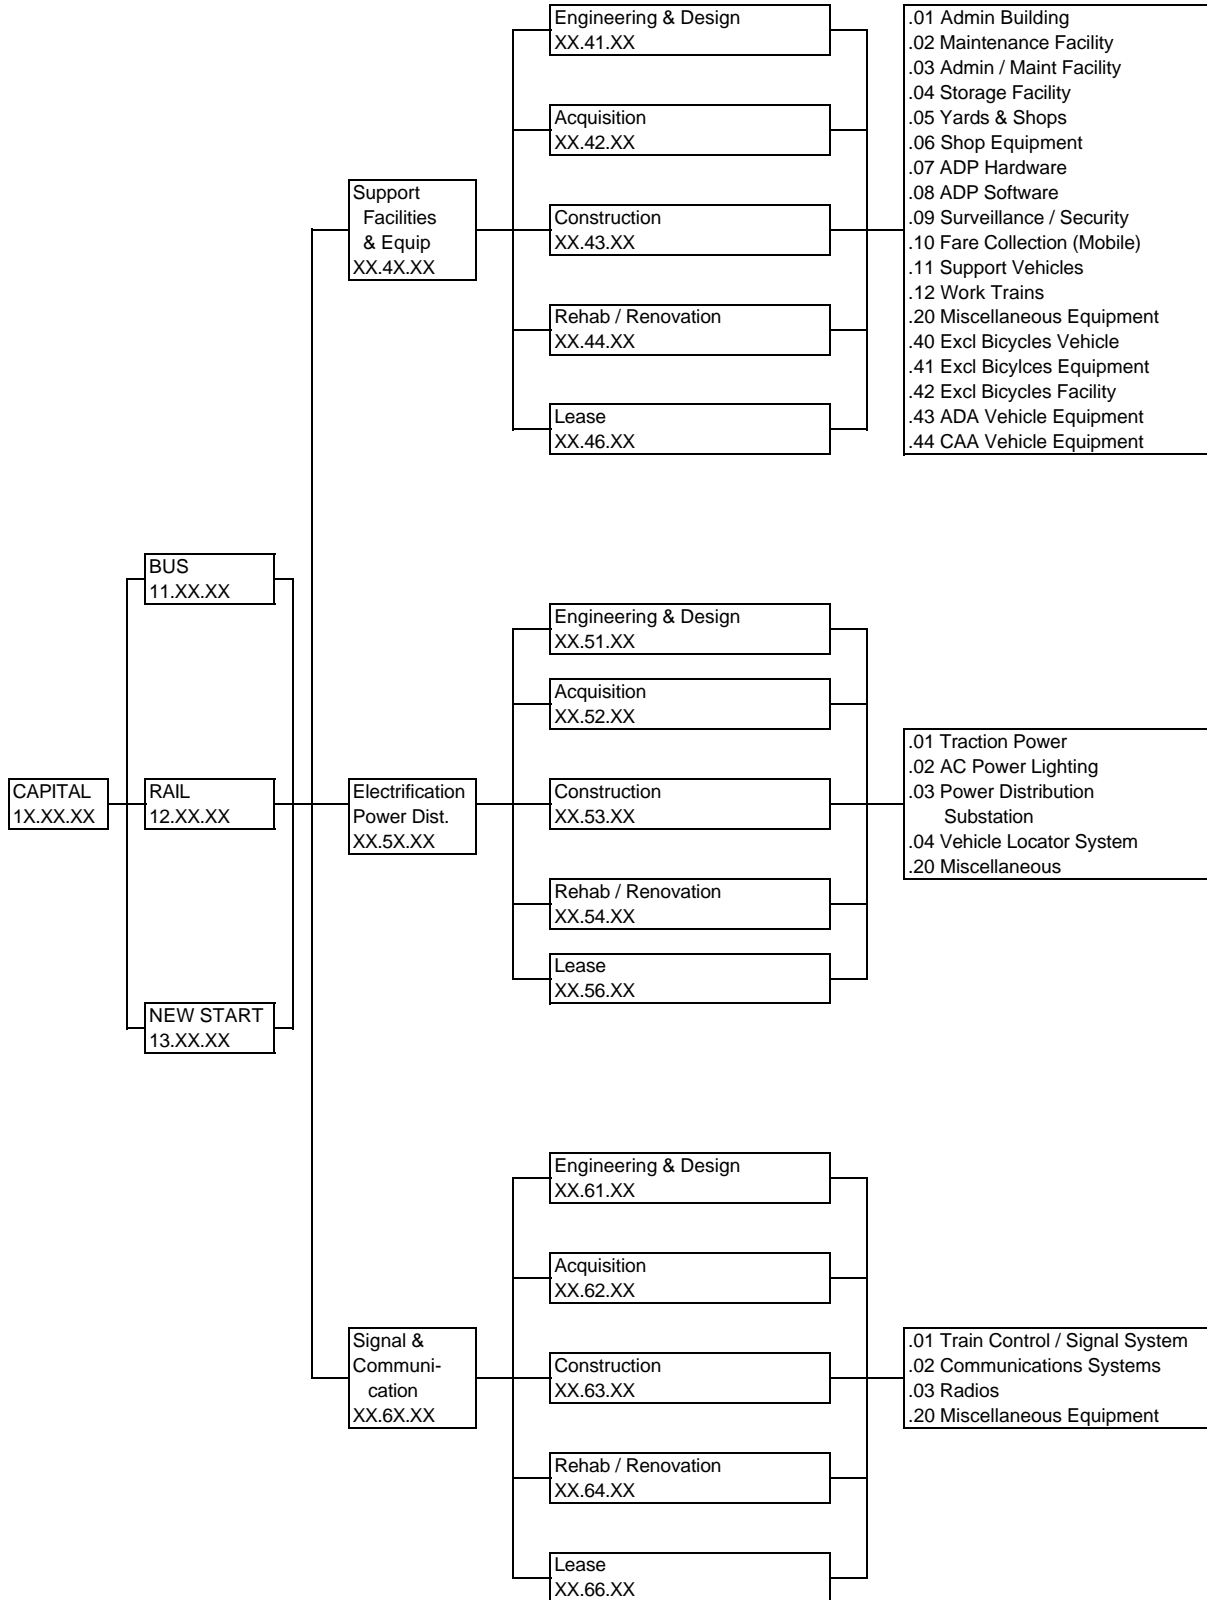 CAPITAL
1X.XX.XX
BUS
11.XX.XX
RAIL
12.XX.XX
NEW START
13.XX.XX
Support
Facilities
& Equip
XX.4X.XX
Engineering & Design
XX.41.XX
Acquisition
XX.42.XX
Construction
XX.43.XX
Rehab / Renovation
XX.44.XX
Lease
XX.46.XX
.01 Admin Building
.02 Maintenance Facility
.03 Admin / Maint Facility
.04 Storage Facility
.05 Yards & Shops
.06 Shop Equipment
.07 ADP Hardware
.08 ADP Software
.09 Surveillance / Security
.10 Fare Collection (Mobile)
.11 Support Vehicles
.12 Work Trains
.20 Miscellaneous Equipment
.40 Excl Bicycles Vehicle
.41 Excl Bicylces Equipment
.42 Excl Bicycles Facility
.43 ADA Vehicle Equipment
.44 CAA Vehicle Equipment
Electrification
Power Dist.
XX.5X.XX
Engineering & Design
XX.51.XX
Acquisition
XX.52.XX
Construction
XX.53.XX
Rehab / Renovation
XX.54.XX
Lease
XX.56.XX
.01 Traction Power
.02 AC Power Lighting
.03 Power Distribution
Substation
.04 Vehicle Locator System
.20 Miscellaneous
Signal &
Communi-
cation
XX.6X.XX
Engineering & Design
XX.61.XX
Acquisition
XX.62.XX
Construction
XX.63.XX
Rehab / Renovation
XX.64.XX
Lease
XX.66.XX
.01 Train Control / Signal System
.02 Communications Systems
.03 Radios
.20 Miscellaneous Equipment